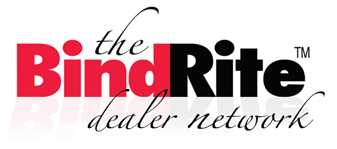 the
BindRite™
dealer network